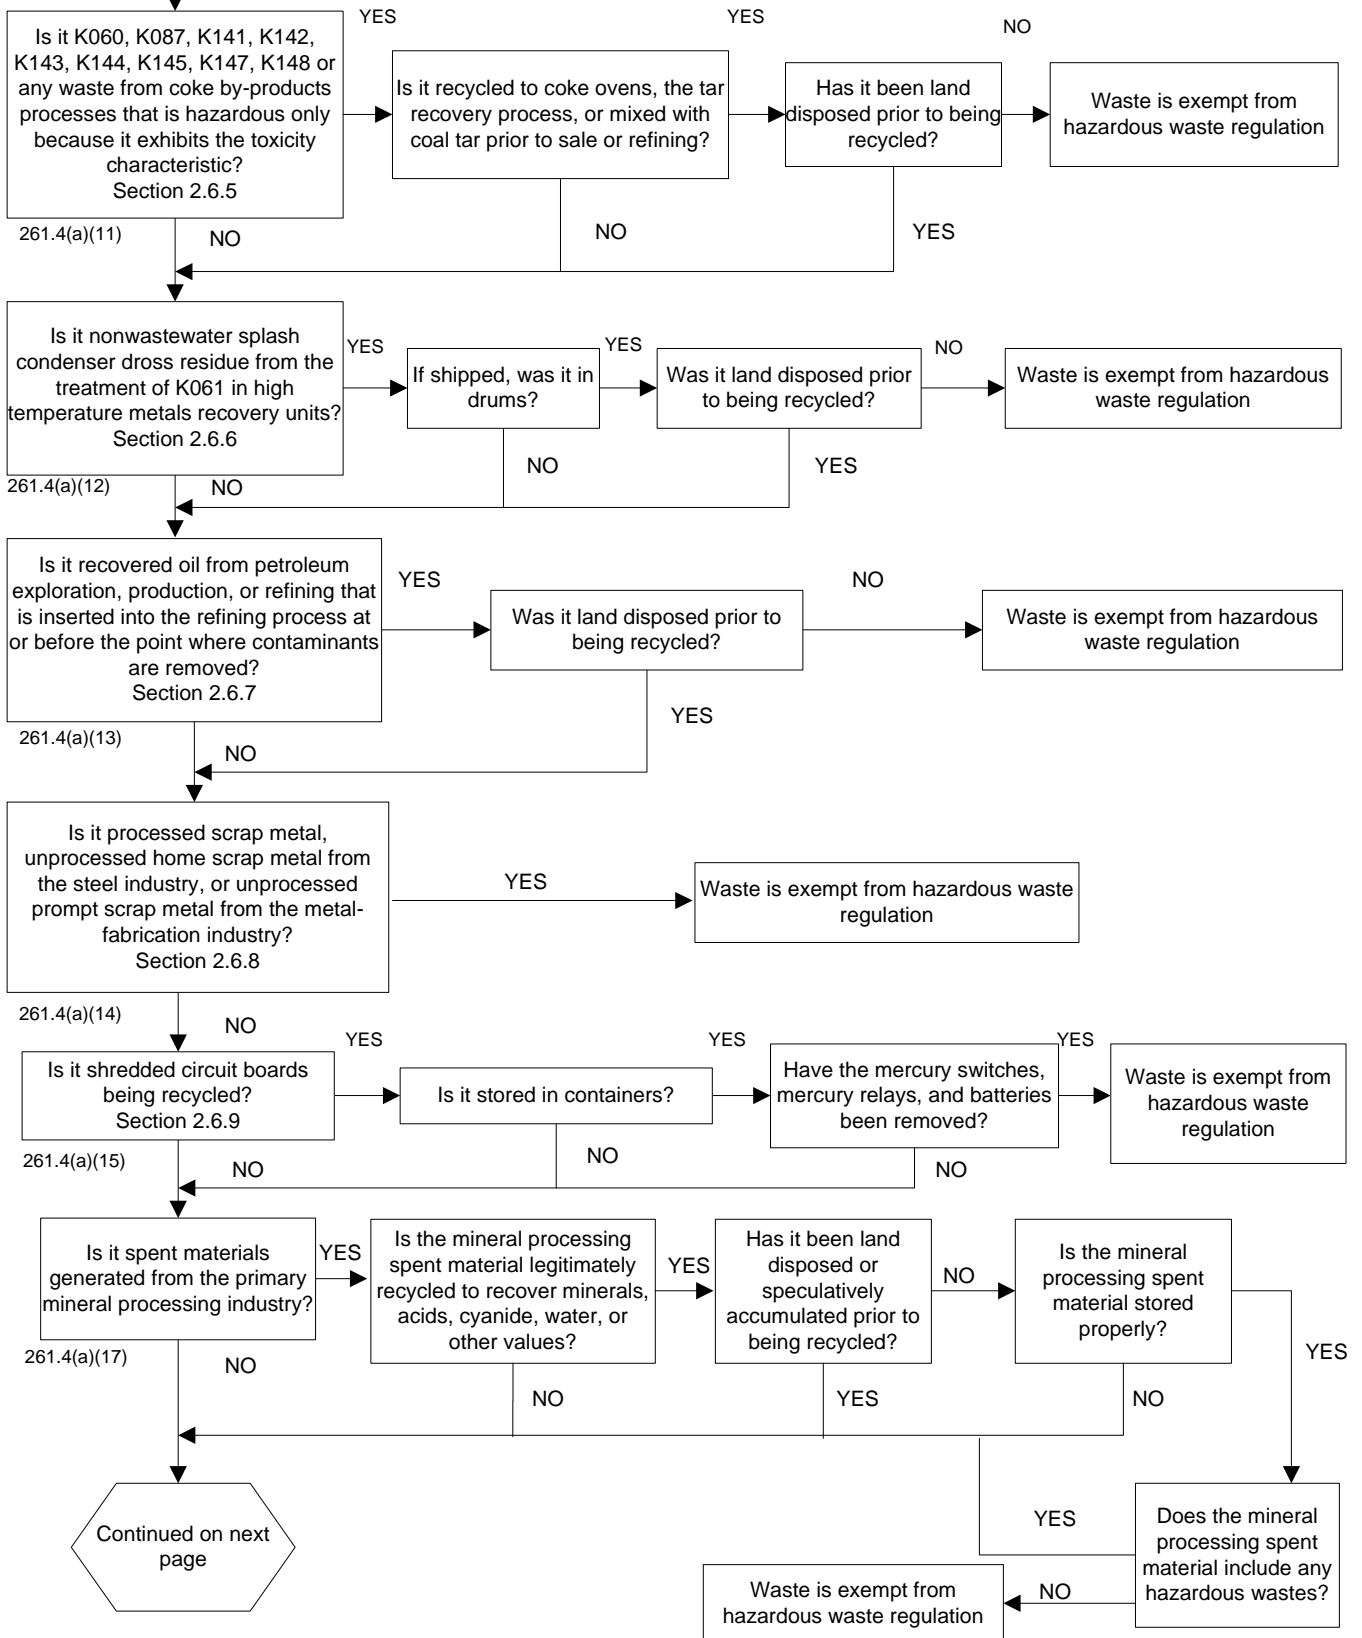 YES
YES
NO
Is it K060, K087, K141, K142,
K143, K144, K145, K147, K148 or
any waste from coke by-products
processes that is hazardous only
because it exhibits the toxicity
characteristic?
Section 2.6.5
Is it recycled to coke ovens, the tar
recovery process, or mixed with
coal tar prior to sale or refining?
Has it been land
disposed prior to being
recycled?
Waste is exempt from
hazardous waste regulation
261.4(a)(11)
NO
NO
YES
Is it nonwastewater splash
condenser dross residue from the
treatment of K061 in high
temperature metals recovery units?
Section 2.6.6
YES
If shipped, was it in
drums?
YES
Was it land disposed prior
to being recycled?
NO
Waste is exempt from hazardous
waste regulation
261.4(a)(12)
NO
NO
YES
Is it recovered oil from petroleum
exploration, production, or refining that
is inserted into the refining process at
or before the point where contaminants
are removed?
Section 2.6.7
YES
Was it land disposed prior to
being recycled?
NO
Waste is exempt from hazardous
waste regulation
261.4(a)(13)
NO
YES
Is it processed scrap metal,
unprocessed home scrap metal from
the steel industry, or unprocessed
prompt scrap metal from the metal-
fabrication industry?
Section 2.6.8
YES
Waste is exempt from hazardous waste
regulation
261.4(a)(14)
NO
YES
YES
YES
Is it shredded circuit boards
being recycled?
Section 2.6.9
Is it stored in containers?
Have the mercury switches,
mercury relays, and batteries
been removed?
Waste is exempt from
hazardous waste
regulation
261.4(a)(15)
NO
NO
NO
Is it spent materials
generated from the primary
mineral processing industry?
YES
Is the mineral processing
spent material legitimately
recycled to recover minerals,
acids, cyanide, water, or
other values?
YES
Has it been land
disposed or
speculatively
accumulated prior to
being recycled?
NO
Is the mineral
processing spent
material stored
properly?
YES
261.4(a)(17)
NO
NO
YES
NO
Continued on next
page
YES
Does the mineral
processing spent
material include any
hazardous wastes?
NO
Waste is exempt from
hazardous waste regulation